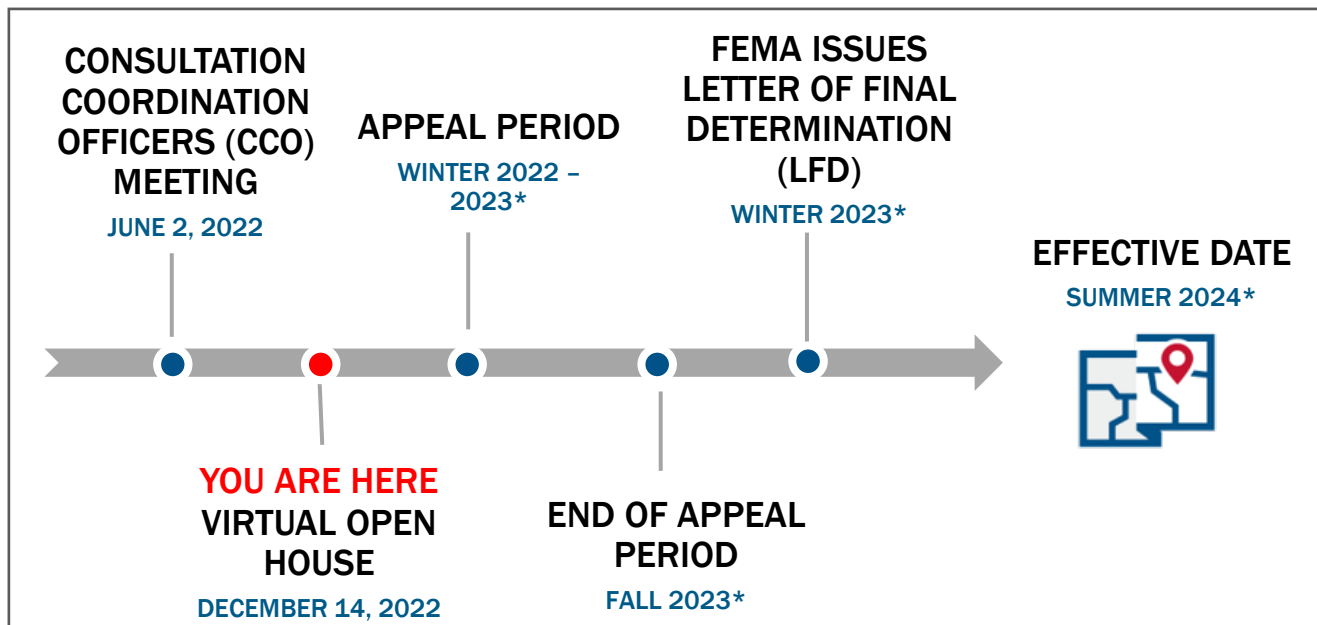 CONSULTATION
COORDINATION
OFFICERS (CCO)
MEETING
JUNE 2, 2022
YOU ARE HERE
VIRTUAL OPEN
HOUSE
DECEMBER 14, 2022
APPEAL PERIOD
WINTER 2022 –
2023*
END OF APPEAL
PERIOD
FALL 2023*
FEMA ISSUES
LETTER OF FINAL
DETERMINATION
(LFD)
WINTER 2023*
EFFECTIVE DATE
SUMMER 2024*